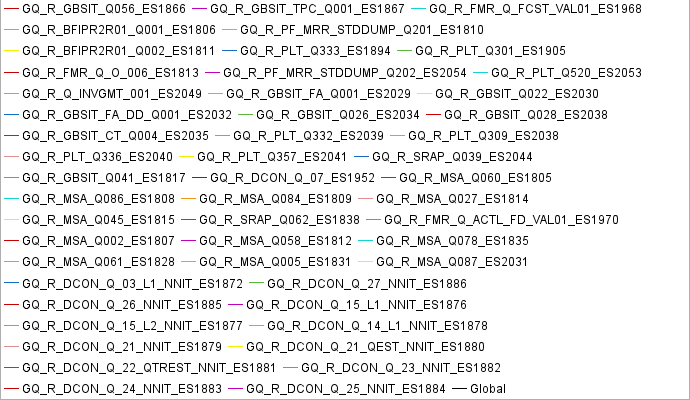 GQ_R_GBSIT_Q056_ES1866 GQ_R_GBSIT_TPC_Q001_ES1867 GQ_R_FMR_Q_FCST_VAL01_ES1968
GQ_R_BFIPR2R01_Q001_ES1806 GQ_R_PF_MRR_STDDUMP_Q201_ES1810
GQ_R_BFIPR2R01_Q002_ES1811 GQ_R_PLT_Q333_ES1894 GQ_R_PLT_Q301_ES1905
GQ_R_FMR_Q_O_006_ES1813 GQ_R_PF_MRR_STDDUMP_Q202_ES2054 GQ_R_PLT_Q520_ES2053
GQ_R_Q_INVGMT_001_ES2049 GQ_R_GBSIT_FA_Q001_ES2029 GQ_R_GBSIT_Q022_ES2030
GQ_R_GBSIT_FA_DD_Q001_ES2032 GQ_R_GBSIT_Q026_ES2034 GQ_R_GBSIT_Q028_ES2038
GQ_R_GBSIT_CT_Q004_ES2035 GQ_R_PLT_Q332_ES2039 GQ_R_PLT_Q309_ES2038
GQ_R_PLT_Q336_ES2040 GQ_R_PLT_Q357_ES2041 GQ_R_SRAP_Q039_ES2044
GQ_R_GBSIT_Q041_ES1817 GQ_R_DCON_Q_07_ES1952 GQ_R_MSA_Q060_ES1805
GQ_R_MSA_Q086_ES1808 GQ_R_MSA_Q084_ES1809 GQ_R_MSA_Q027_ES1814
GQ_R_MSA_Q045_ES1815 GQ_R_SRAP_Q062_ES1838 GQ_R_FMR_Q_ACTL_FD_VAL01_ES1970
GQ_R_MSA_Q002_ES1807 GQ_R_MSA_Q058_ES1812 GQ_R_MSA_Q078_ES1835
GQ_R_MSA_Q061_ES1828 GQ_R_MSA_Q005_ES1831 GQ_R_MSA_Q087_ES2031
GQ_R_DCON_Q_03_L1_NNIT_ES1872 GQ_R_DCON_Q_27_NNIT_ES1886
GQ_R_DCON_Q_26_NNIT_ES1885 GQ_R_DCON_Q_15_L1_NNIT_ES1876
GQ_R_DCON_Q_15_L2_NNIT_ES1877 GQ_R_DCON_Q_14_L1_NNIT_ES1878
GQ_R_DCON_Q_21_NNIT_ES1879 GQ_R_DCON_Q_21_QEST_NNIT_ES1880
GQ_R_DCON_Q_22_QTREST_NNIT_ES1881 GQ_R_DCON_Q_23_NNIT_ES1882
GQ_R_DCON_Q_24_NNIT_ES1883 GQ_R_DCON_Q_25_NNIT_ES1884 Global